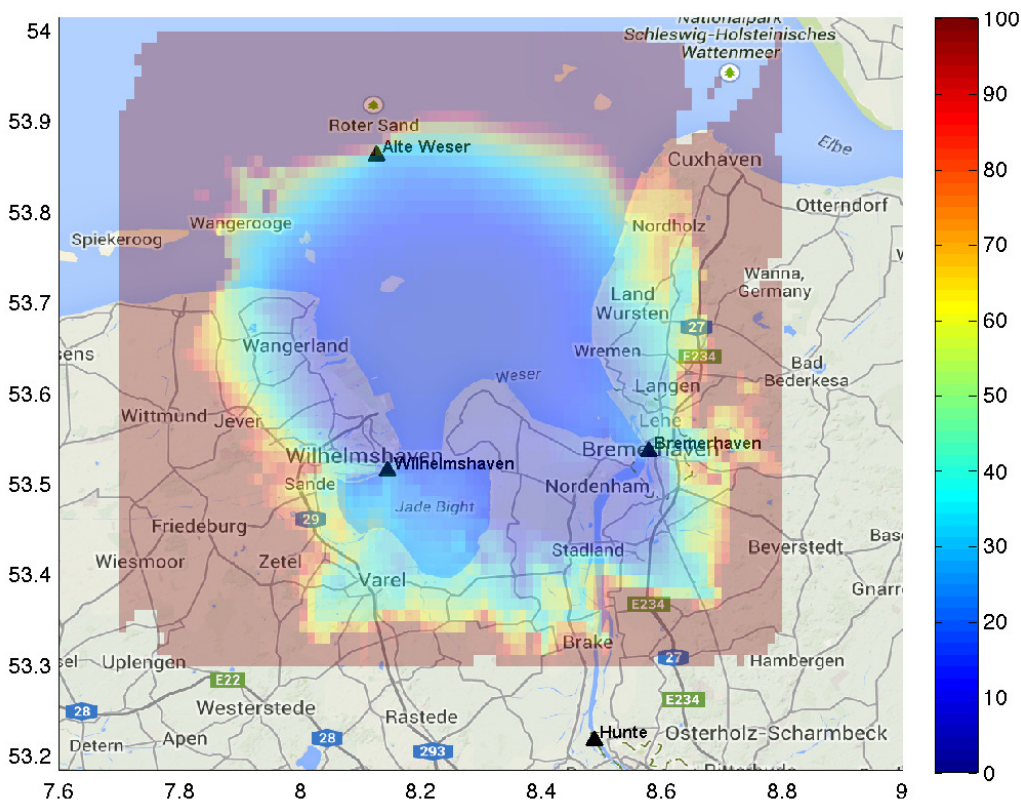 54
53.9
53.8
53.7
53.6
53.5
53.4
53.3
53.2
7.6
7.8
8
8.2
8.4
8.6
8.8
9
Nationalpark
Schleswig-Holsteinisches
Wattenmeer
Roter Sand
Alte Weser
Cuxhaven
Elbe
Otterndorf
Wangerooge
Nordholz
Spiekeroog
Wanna,
Germany
Land
Wursten
27
Wangerland
Wremen
E234
Bad
Bederkesa
Weser
Langen
Wittmund
Jever
Lehe
Bremerhaven
Bremerhaven
Wilhelmshaven
Wilhelmshaven
Sande
Nordenham
Jade Bight
29
Friedeburg
Stadland
Beverstedt
Wiesmoor
Zetel
Varel
E234
Brake
27
Uplengen
Hambergen
E22
E234
28
Westerstede
Rastede
Hunte
Osterholz-Scharmbeck
Detern
Apen
28
293
100
90
80
70
60
50
40
30
20
10
0